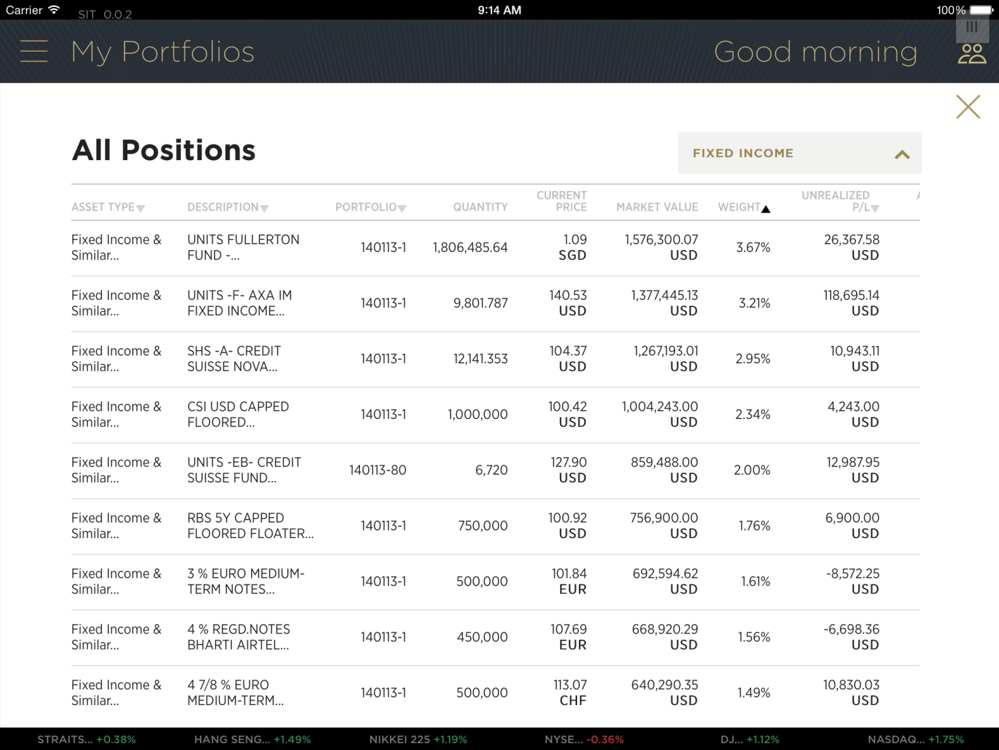 Carrier SIT 0.0.2 9:14 AM 100%
My Portfolios Good morning
All Positions FIXED INCOME
ASSET TYPE DESCRIPTION PORTFOLIO QUANTITY CURRENT PRICE MARKET VALUE WEIGHT UNREALIZED P/L
Fixed Income & UNITS FULLERTON 140113-1 1,806,485.64 1.09 1,576,300.07 3.67% 26,367.58
Similar... FUND -... SGD USD USD
Fixed Income & UNITS -F- AXA IM 140113-1 9,801.787 140.53 1,377,445.13 3.21% 118,695.14
Similar... FIXED INCOME... USD USD USD
Fixed Income & SHS -A- CREDIT 140113-1 12,141.353 104.37 1,267,193.01 2.95% 10,943.11
Similar... SUISSE NOVA... USD USD USD
Fixed Income & CSI USD CAPPED 140113-1 1,000,000 100.42 1,004,243.00 2.34% 4,243.00
Similar... FLOORED... USD USD USD
Fixed Income & UNITS -EB- CREDIT 140113-80 6,720 127.90 859,488.00 2.00% 12,987.95
Similar... SUISSE FUND... USD USD USD
Fixed Income & RBS 5Y CAPPED 140113-1 750,000 100.92 756,900.00 1.76% 6,900.00
Similar... FLOORED FLOATER... USD USD USD
Fixed Income & 3 % EURO MEDIUM- 140113-1 500,000 101.84 692,594.62 1.61% -8,572.25
Similar... TERM NOTES... EUR USD USD
Fixed Income & 4 % REGD.NOTES 140113-1 450,000 107.69 668,920.29 1.56% -6,698.36
Similar... BHARTI AIRTEL... EUR USD USD
Fixed Income & 4 7/8 % EURO 140113-1 500,000 113.07 640,290.35 1.49% 10,830.03
Similar... MEDIUM-TERM... CHF USD USD
STRAITS... +0.38% HANG SENG... +1.49% NIKKEI 225 +1.19% NYSE... -0.36% DJ... +1.12% NASDAQ... +1.75%